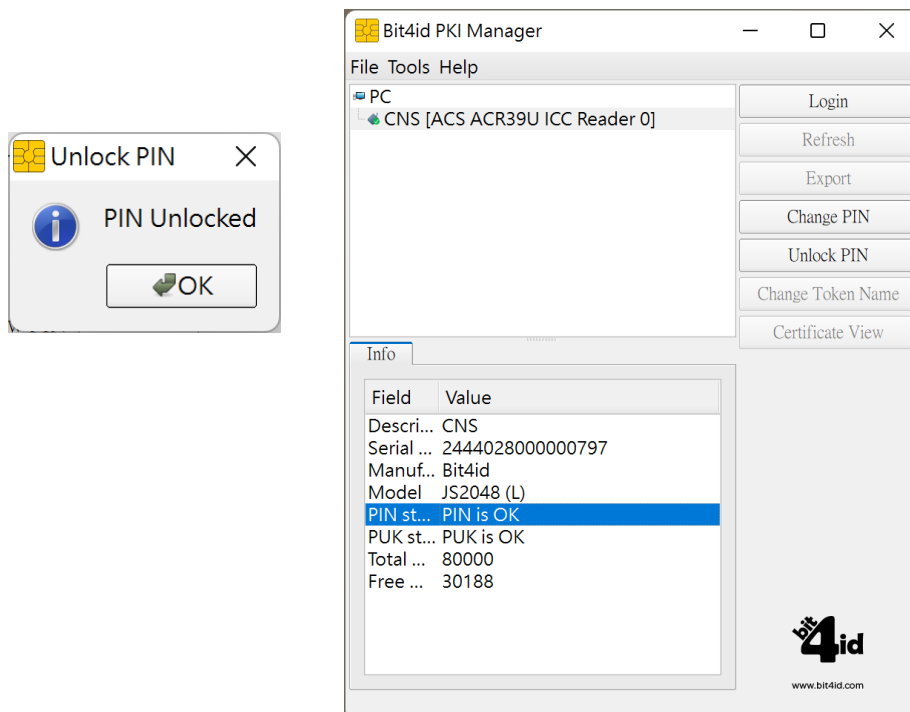 Unlock PIN
PIN Unlocked
OK
Bit4id PKI Manager
File Tools Help
PC
CNS [ACS ACR39U ICC Reader 0]
Login
Refresh
Export
Change PIN
Unlock PIN
Change Token Name
Certificate View
Info
Field Value
Descri... CNS
Serial ... 2444028000000797
Manuf... Bit4id
Model JS2048 (L)
PIN st... PIN is OK
PUK st... PUK is OK
Total ... 80000
Free ... 30188
bit4id
www.bit4id.com